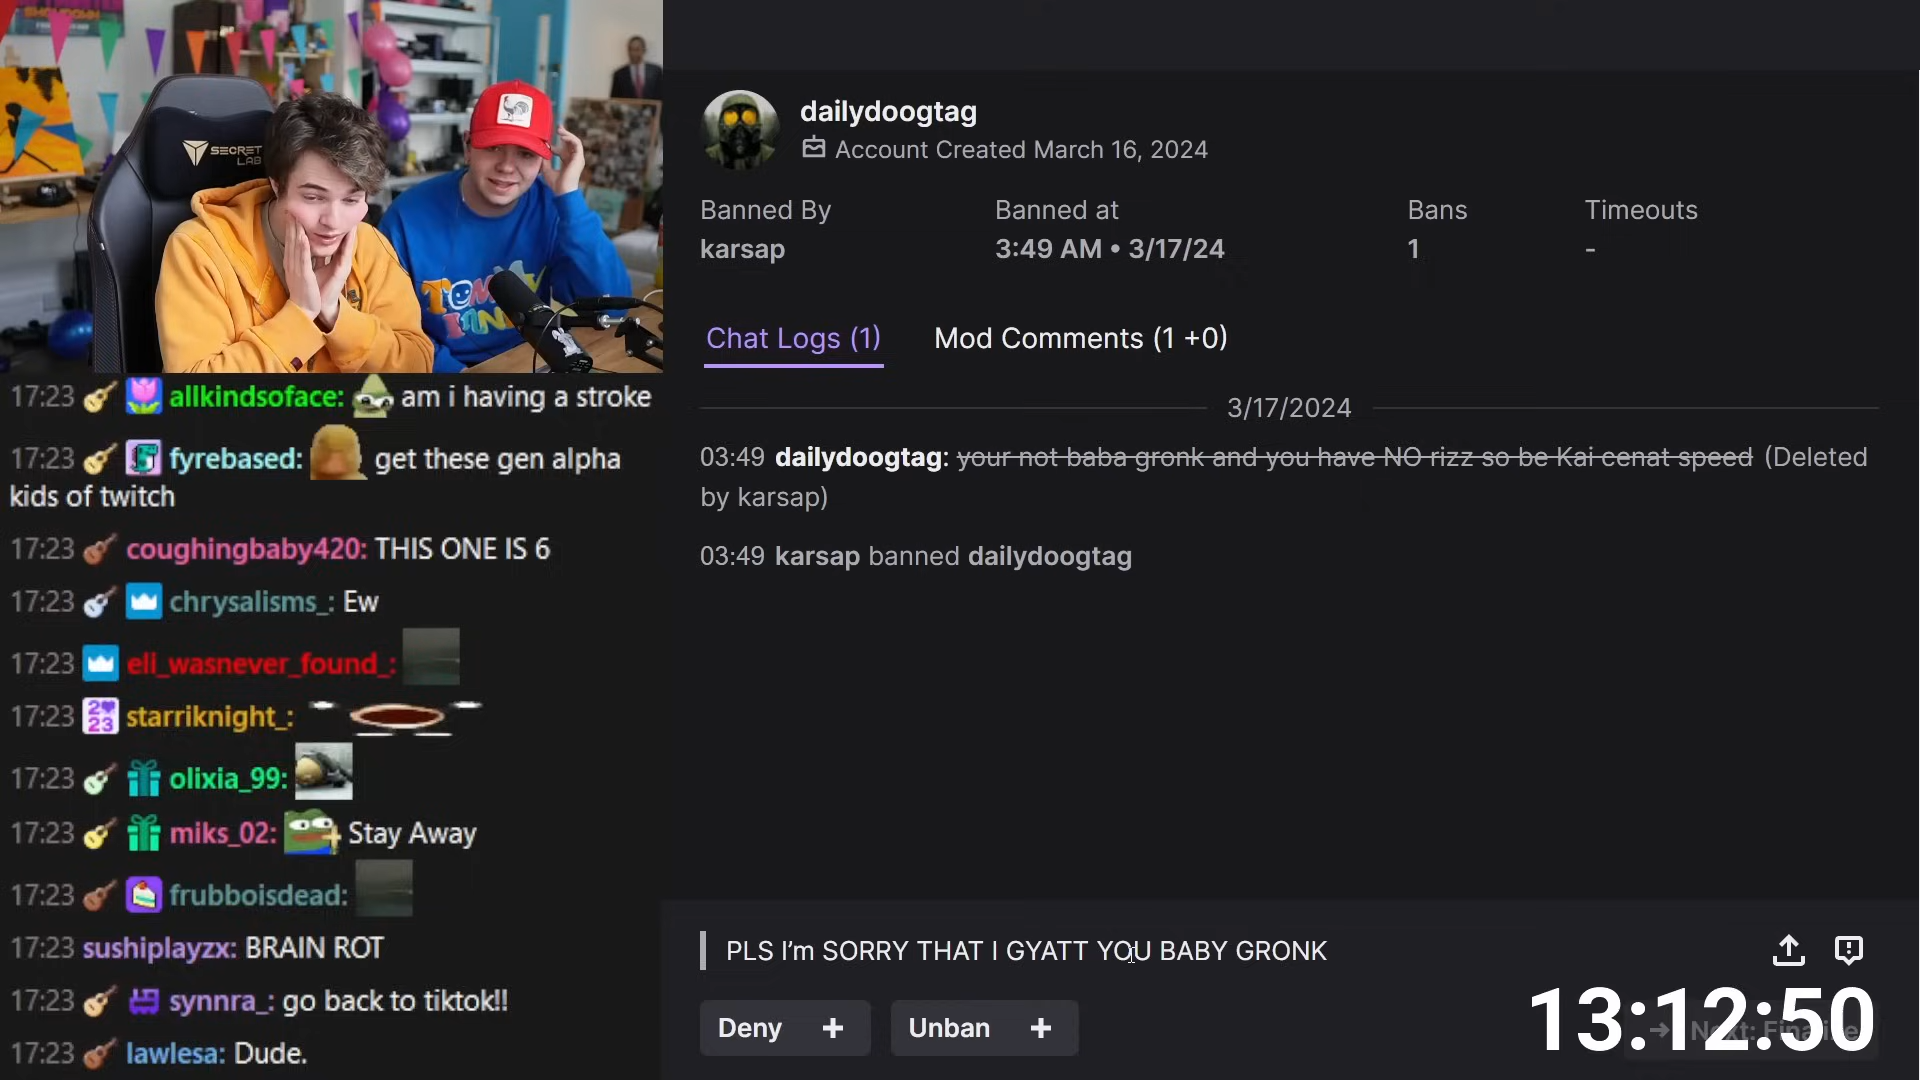 SECRET
LAB
dailydoogtag
Account Created March 16, 2024
Banned By
karsap
Banned at
3:49 AM • 3/17/24
Bans
1
Timeouts
-
Chat Logs (1)
Mod Comments (1 +0)
3/17/2024
03:49 dailydoogtag: your not baba gronk and you have NO rizz so be Kai cenat speed (Deleted
by karsap)
03:49 karsap banned dailydoogtag
PLS I’m SORRY THAT I GYATT YOU BABY GRONK
Deny +
Unban +
13:12:50
17:23 allkindsoface: am i having a stroke
17:23 fyrebased: get these gen alpha
kids of twitch
17:23 coughingbaby420: THIS ONE IS 6
17:23 chrysalisms_: Ew
17:23 eli_wasnever_found_:
17:23 starriknight_:
17:23 olixia_99:
17:23 miks_02: Stay Away
17:23 frubboisdead:
17:23 sushiplayzx: BRAIN ROT
17:23 synnra_: go back to tiktok!!
17:23 lawlesa: Dude.